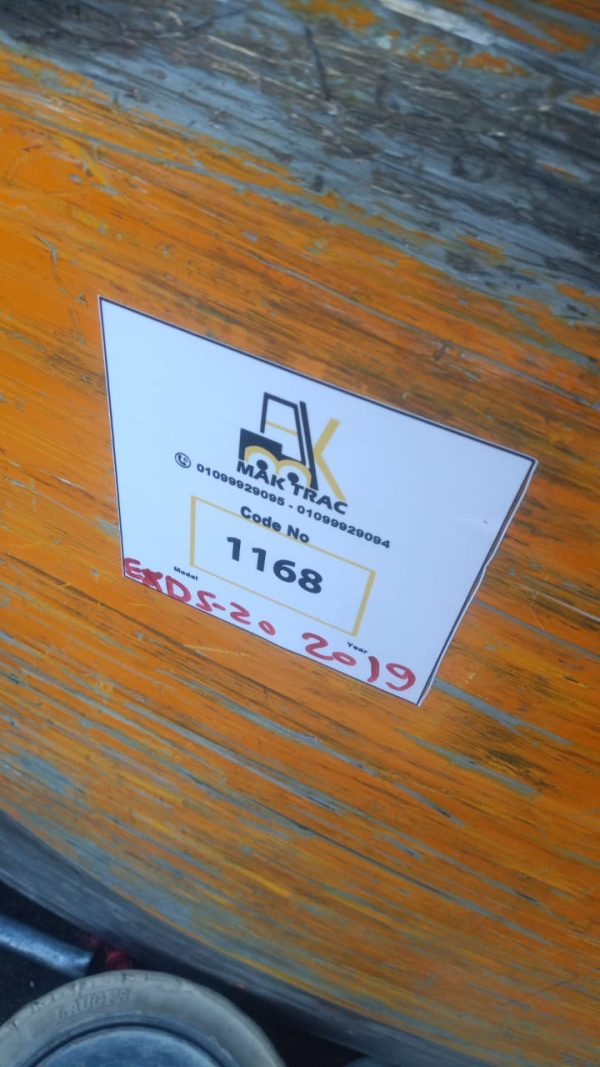 MAK TRAC
01099929095 - 01099929094
Code No
1168
Model
Year
EXDS-20 2019